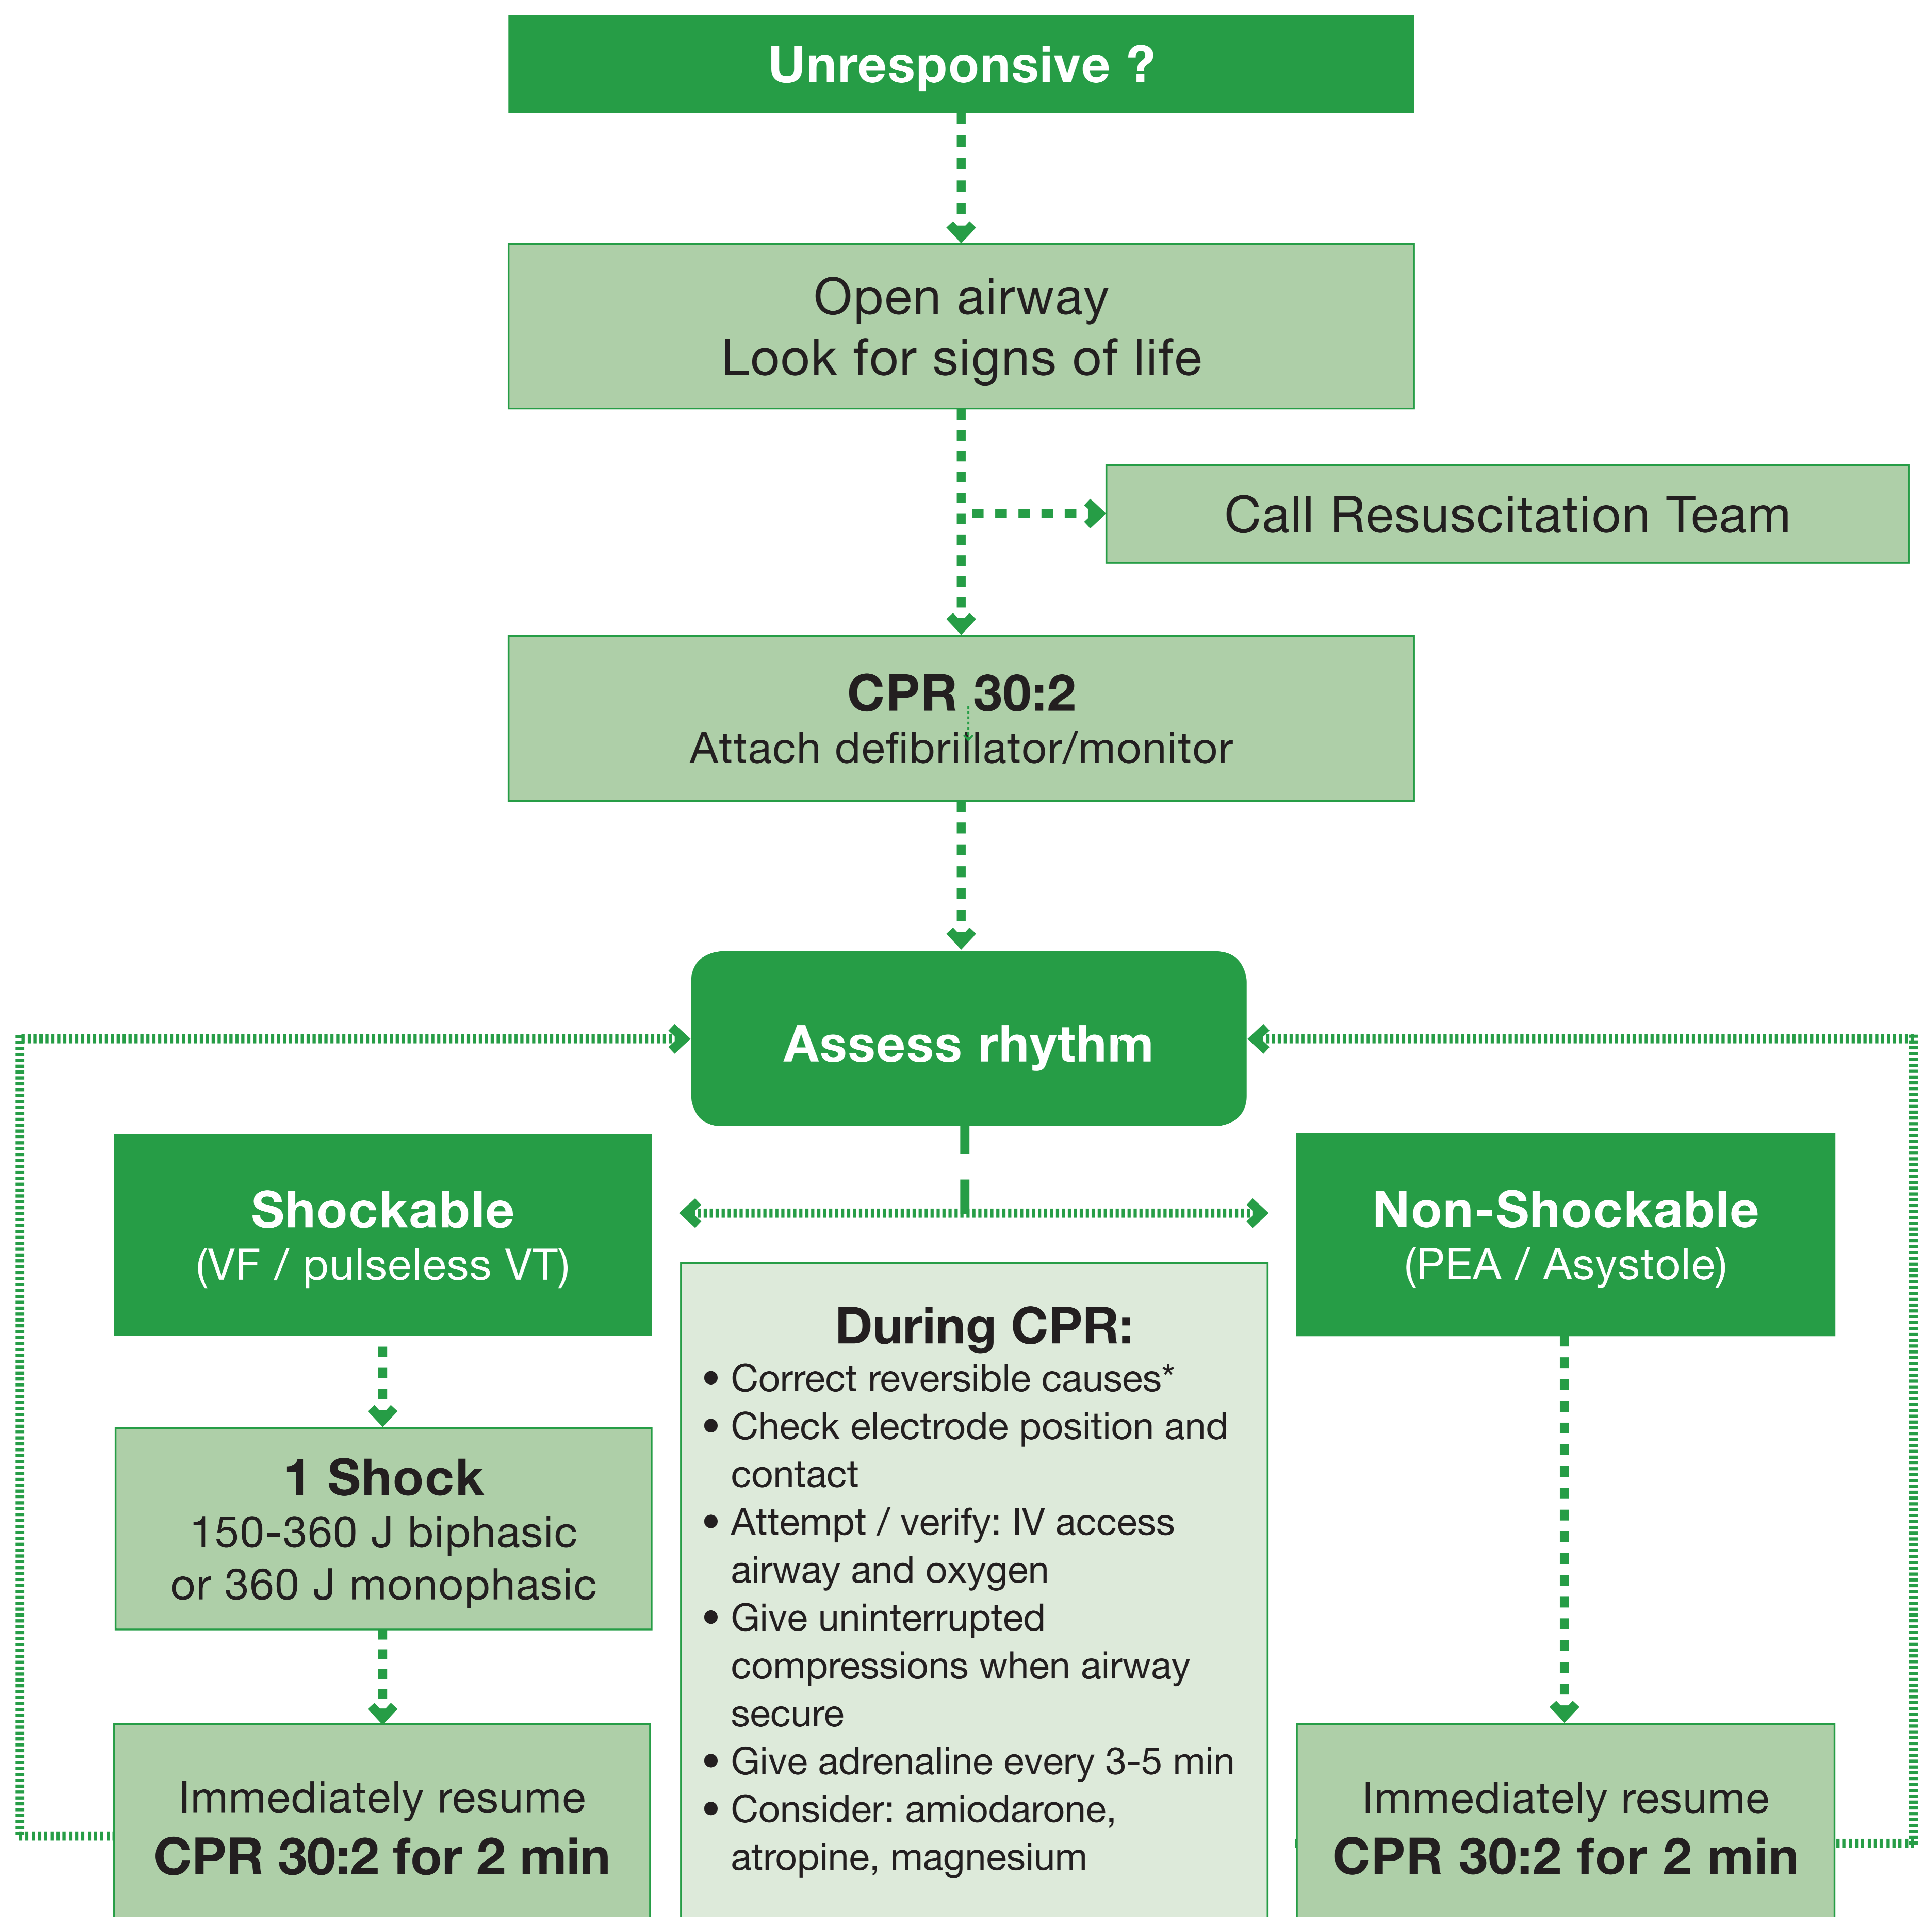 Unresponsive ?
Open airway
Look for signs of life
Call Resuscitation Team
CPR 30:2
Attach defibrillator/monitor
Assess rhythm
Shockable
(VF / pulseless VT)
Non-Shockable
(PEA / Asystole)
1 Shock
150-360 J biphasic
or 360 J monophasic
Immediately resume
CPR 30:2 for 2 min
During CPR:
• Correct reversible causes*
• Check electrode position and
contact
• Attempt / verify: IV access
airway and oxygen
• Give uninterrupted
compressions when airway
secure
• Give adrenaline every 3-5 min
• Consider: amiodarone,
atropine, magnesium
Immediately resume
CPR 30:2 for 2 min